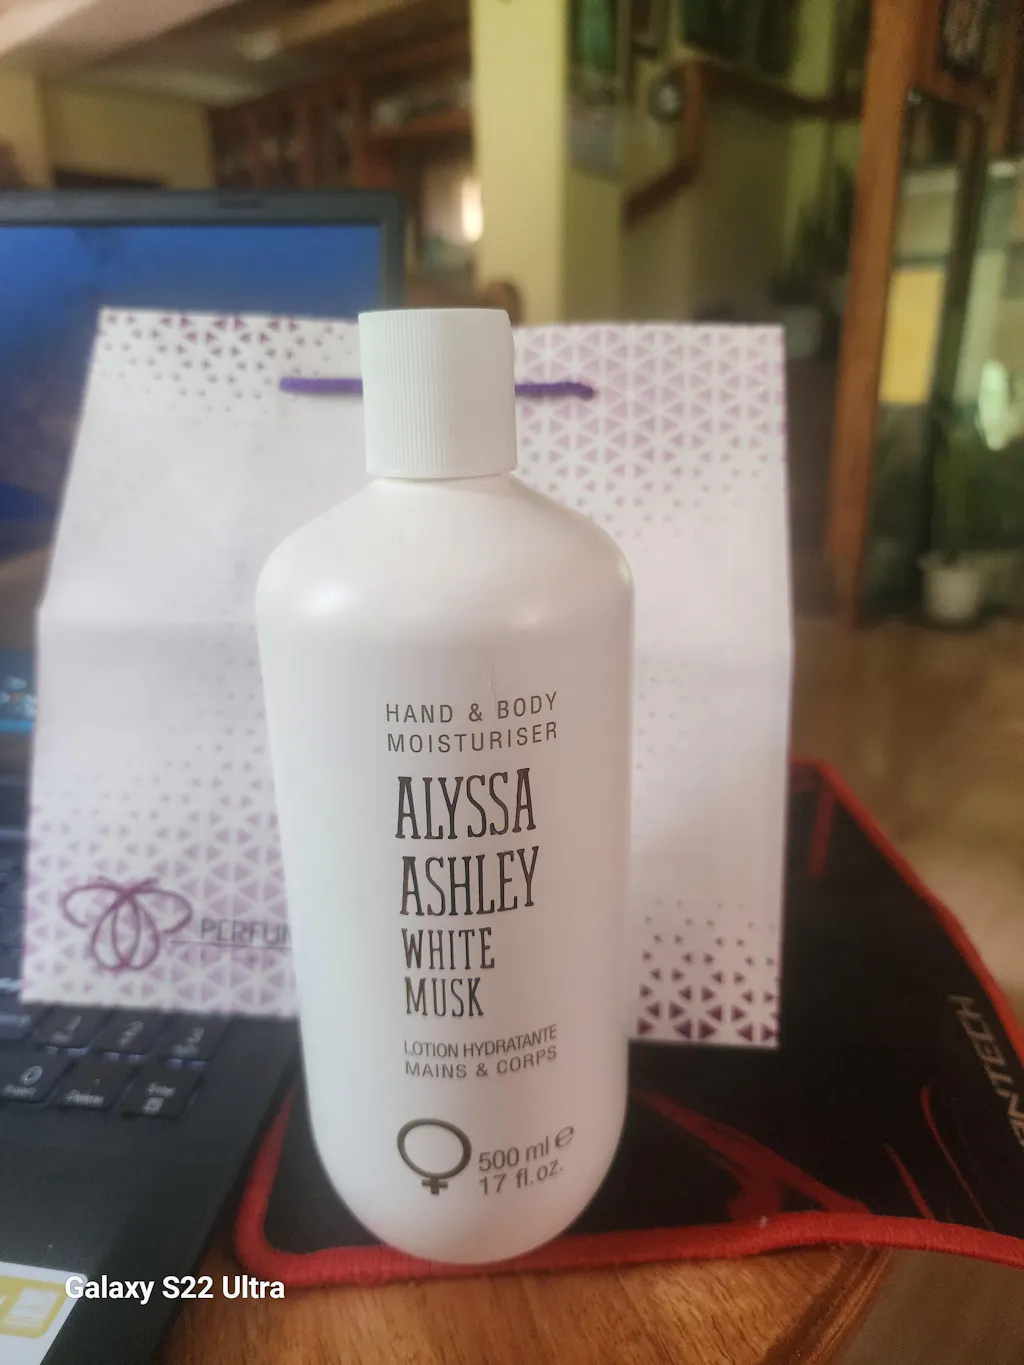 HAND & BODY
MOISTURISER
ALYSSA
ASHLEY
WHITE
MUSK
LOTION HYDRATANTE
MAINS & CORPS
500 ml e
17 fl.oz.
Galaxy S22 Ultra